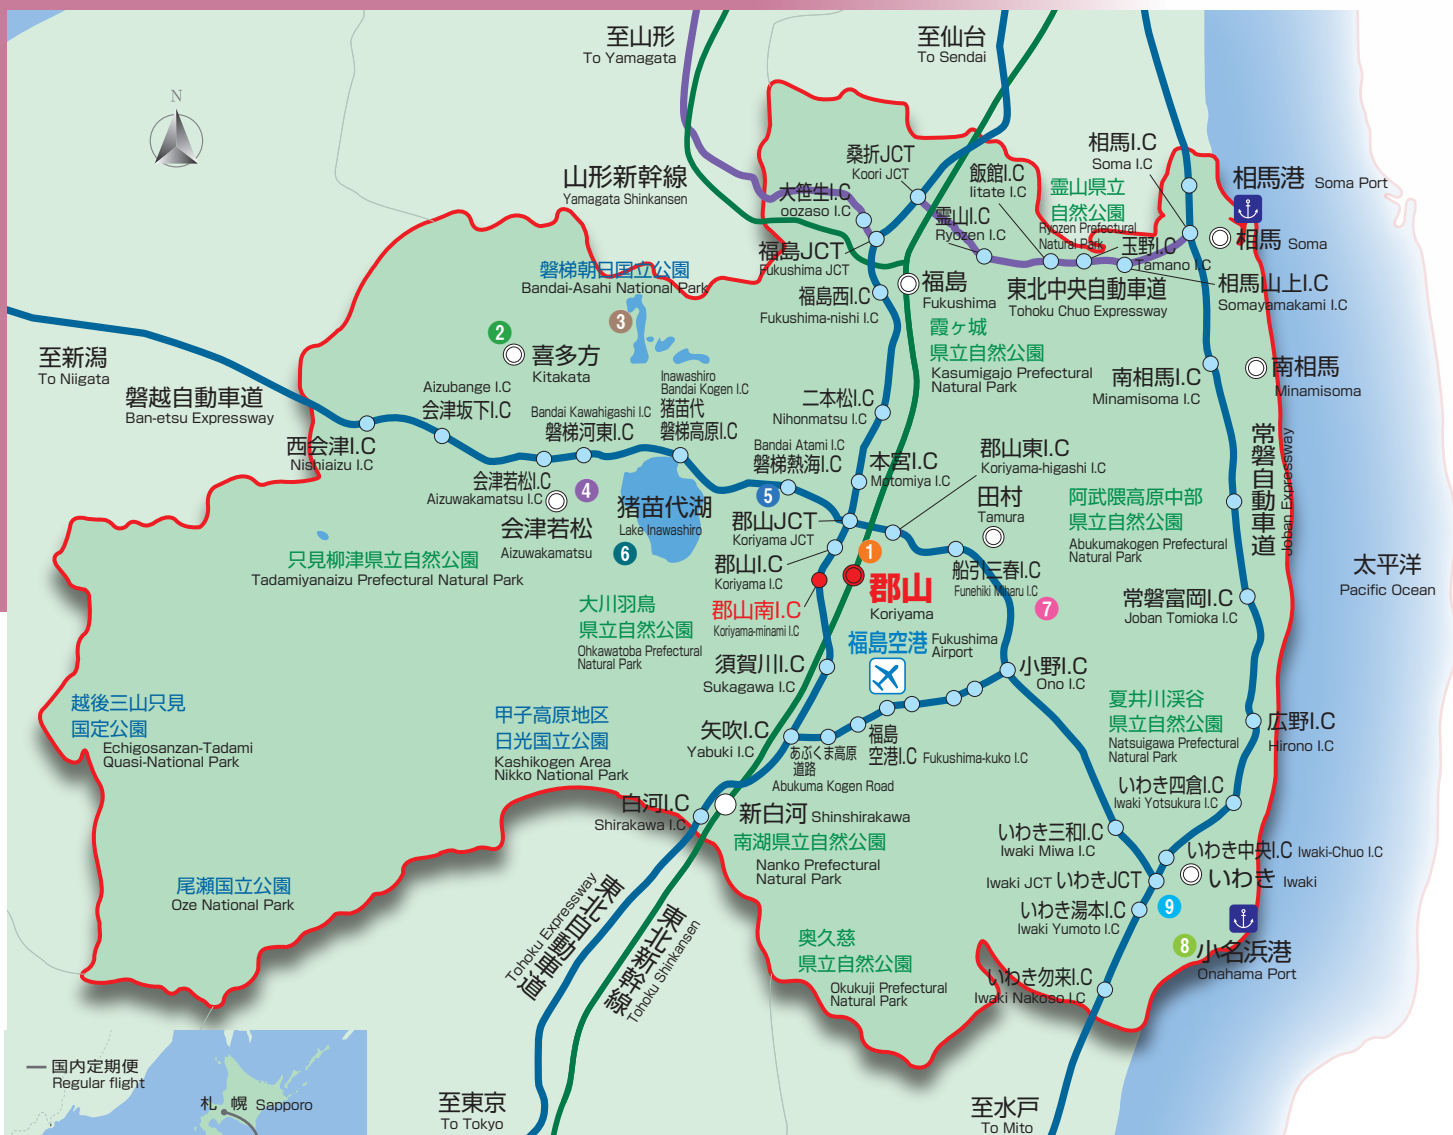 至山形
To Yamagata
至仙台
To Sendai
N
山形新幹線
Yamagata Shinkansen
桑折JCT
Koori JCT
大笹生I.C
oozaso I.C
飯館I.C
Iitate I.C
霊山I.C
Ryozen I.C
霊山県立
自然公園
Ryozen Prefectural
Natural Park
相馬I.C
Soma I.C
相馬港 Soma Port
相馬 Soma
玉野I.C
Tamano I.C
相馬山上I.C
Somayamakami I.C
福島JCT
Fukushima JCT
福島西I.C
Fukushima-nishi I.C
福島
Fukushima
東北中央自動車道
Tohoku Chuo Expressway
磐梯朝日国立公園
Bandai-Asahi National Park
2
3
喜多方
Kitakata
霞ヶ城
県立自然公園
Kasumigajo Prefectural
Natural Park
至新潟
To Niigata
磐越自動車道
Ban-etsu Expressway
西会津I.C
Nishiaizu I.C
Aizubange I.C
会津坂下I.C
Bandai Kawahigashi I.C
磐梯河東I.C
Inawashiro
Bandai Kogen I.C
猪苗代
磐梯高原I.C
二本松I.C
Nihonmatsu I.C
南相馬I.C
Minamisoma I.C
南相馬
Minamisoma
会津若松I.C
Aizuwakamatsu I.C
4
会津若松
Aizuwakamatsu
猪苗代湖
Lake Inawashiro
6
Bandai Atami I.C
磐梯熱海I.C
5
本宮I.C
Motomiya I.C
郡山東I.C
Koriyama-higashi I.C
田村
Tamura
常磐自動車道
Joban Expressway
阿武隈高原中部
県立自然公園
Abukumakogen Prefectural
Natural Park
郡山JCT
Koriyama JCT
郡山I.C
Koriyama I.C
1
郡山
Koriyama
郡山南I.C
Koriyama-minami I.C
船引三春I.C
Funehiki Miharu I.C
7
常磐富岡I.C
Joban Tomioka I.C
太平洋
Pacific Ocean
只見柳津県立自然公園
Tadamiyanaizu Prefectural Natural Park
大川羽鳥
県立自然公園
Ohkawatoba Prefectural
Natural Park
福島空港 Fukushima
Airport
須賀川I.C
Sukagawa I.C
小野I.C
Ono I.C
夏井川渓谷
県立自然公園
Natsuigawa Prefectural
Natural Park
広野I.C
Hirono I.C
越後三山只見
国定公園
Echigosanzan-Tadami
Quasi-National Park
甲子高原地区
日光国立公園
Kashikogen Area
Nikko National Park
矢吹I.C
Yabuki I.C
あぶくま高原
道路
Abukuma Kogen Road
福島
空港I.C Fukushima-kuko I.C
いわき四倉I.C
Iwaki Yotsukura I.C
白河I.C
Shirakawa I.C
新白河 Shinshirakawa
南湖県立自然公園
Nanko Prefectural
Natural Park
いわき三和I.C
Iwaki Miwa I.C
いわき中央I.C Iwaki-Chuo I.C
Iwaki JCT いわきJCT
いわき Iwaki
いわき湯本I.C
Iwaki Yumoto I.C
9
8
小名浜港
Onahama Port
いわき勿来I.C
Iwaki Nakoso I.C
尾瀬国立公園
Oze National Park
東北自動車道
Tohoku Expressway
東北新幹線
Tohoku Shinkansen
奥久慈
県立自然公園
Okukuji Prefectural
Natural Park
国内定期便
Regular flight
札幌 Sapporo
至東京
To Tokyo
至水戸
To Mito